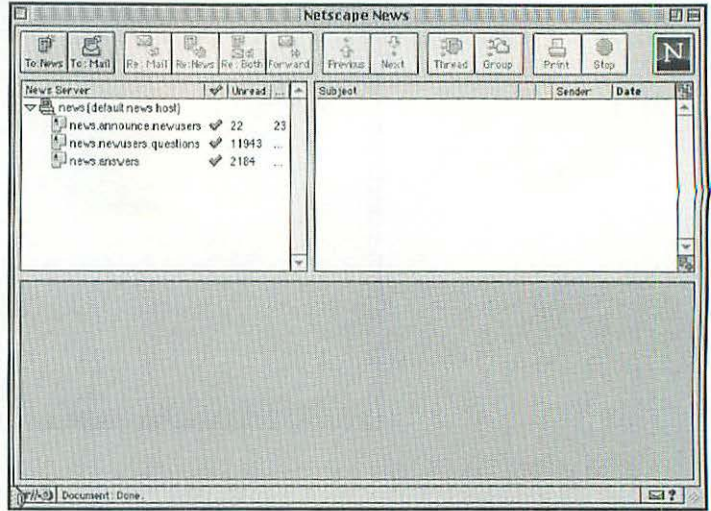 Netscape News
To: News To: Mail Re: Mail Re: News Re: Both Forward Previous Next Thread Group Print Stop N
News Server Unread ... Subject Sender Date
news (default news host)
news.announce.newusers 22 23
news.newusers.questions 11943 ...
news.answers 2184 ...
Document: Done.
?